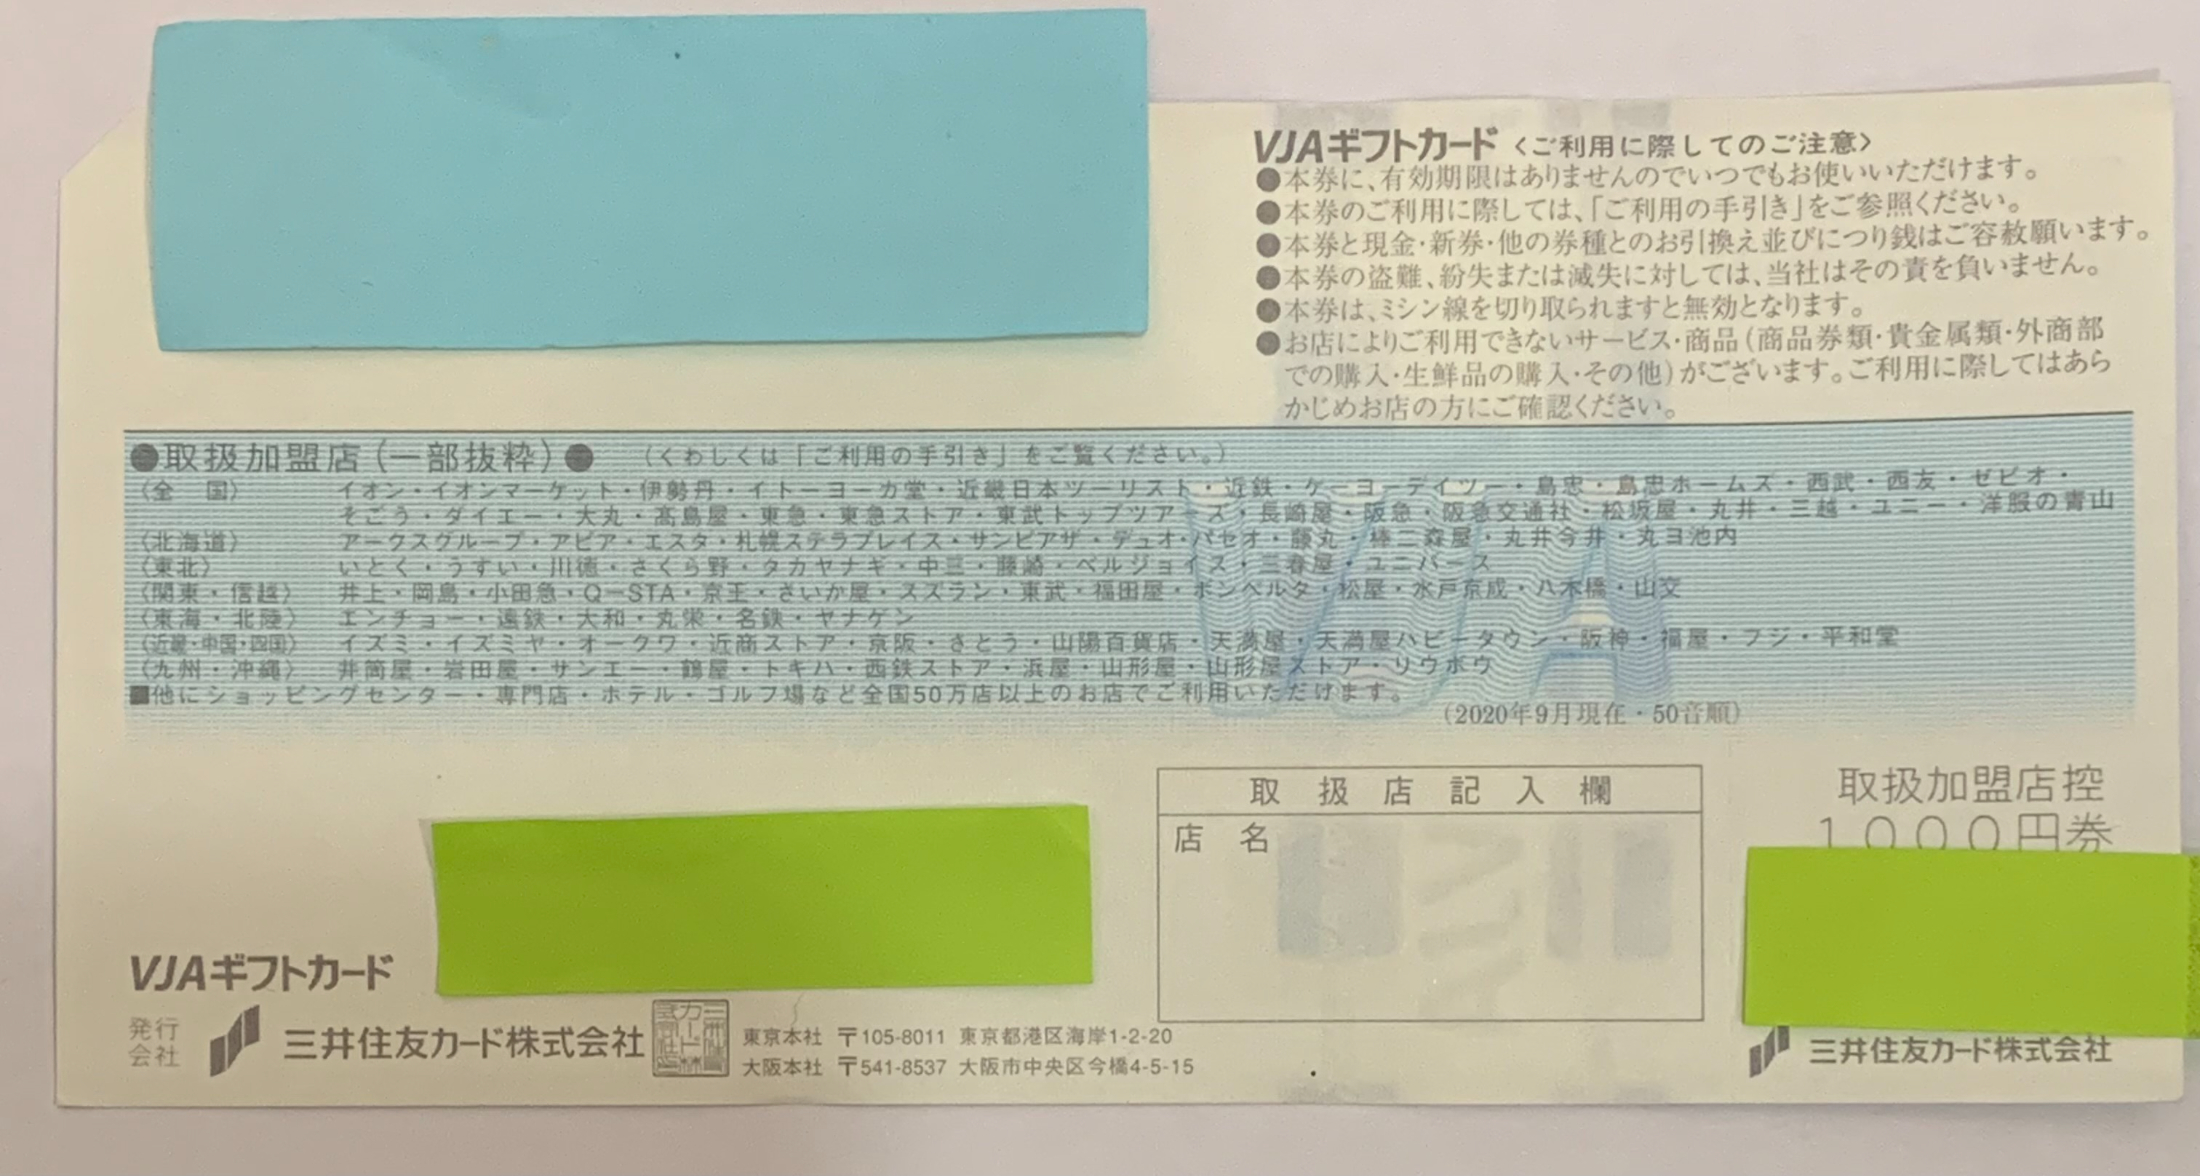 VJAギフトカード〈ご利用に際してのご注意〉
●本券に、有効期限はありませんのでいつでもお使いいただけます。
●本券のご利用に際しては、「ご利用の手引き」をご参照ください。
●本券と現金・新券・他の券種とのお引換え並びにつり銭はご容赦願います。
●本券の盗難、紛失または滅失に対しては、当社はその責を負いません。
●本券は、ミシン線を切り取られますと無効となります。
●お店によりご利用できないサービス・商品(商品券類・貴金属類・外商部
での購入・生鮮品の購入・その他)がございます。ご利用に際してはあら
かじめお店の方にご確認ください。
●取扱加盟店(一部抜粋)● (くわしくは「ご利用の手引き」をご覧ください。)
〈全 国〉 イオン・イオンマーケット・伊勢丹・イトーヨーカ堂・近畿日本ツーリスト・近鉄・ケーヨーデイツー・島忠・島忠ホームズ・西武・西友・ゼビオ・
そごう・ダイエー・大丸・髙島屋・東急・東急ストア・東武トップツアーズ・長崎屋・阪急・阪急交通社・松坂屋・丸井・三越・ユニー・洋服の青山
〈北海道〉 アークスグループ・アピア・エスタ・札幌ステラプレイス・サンピアザ・デュオ・パセオ・藤丸・棒二森屋・丸井今井・丸ヨ池内
〈東北〉 いとく・うすい・川徳・さくら野・タカヤナギ・中三・藤崎・ベルジョイス・三春屋・ユニバース
〈関東・信越〉 井上・岡島・小田急・Q-STA・京王・さいか屋・スズラン・東武・福田屋・ボンベルタ・松屋・水戸京成・八木橋・山交
〈東海・北陸〉 エンチョー・遠鉄・大和・丸栄・名鉄・ヤナゲン
〈近畿・中国・四国〉 イズミ・イズミヤ・オークワ・近商ストア・京阪・さとう・山陽百貨店・天満屋・天満屋ハピータウン・阪神・福屋・フジ・平和堂
〈九州・沖縄〉 井筒屋・岩田屋・サンエー・鶴屋・トキハ・西鉄ストア・浜屋・山形屋・山形屋ストア・リウボウ
■他にショッピングセンター・専門店・ホテル・ゴルフ場など全国50万店以上のお店でご利用いただけます。
(2020年9月現在・50音順)
取扱店記入欄
店名
取扱加盟店控
1000円券
VJAギフトカード
発行
会社
三井住友カード株式会社
東京本社 〒105-8011 東京都港区海岸1-2-20
大阪本社 〒541-8537 大阪市中央区今橋4-5-15
三井住友カード株式会社